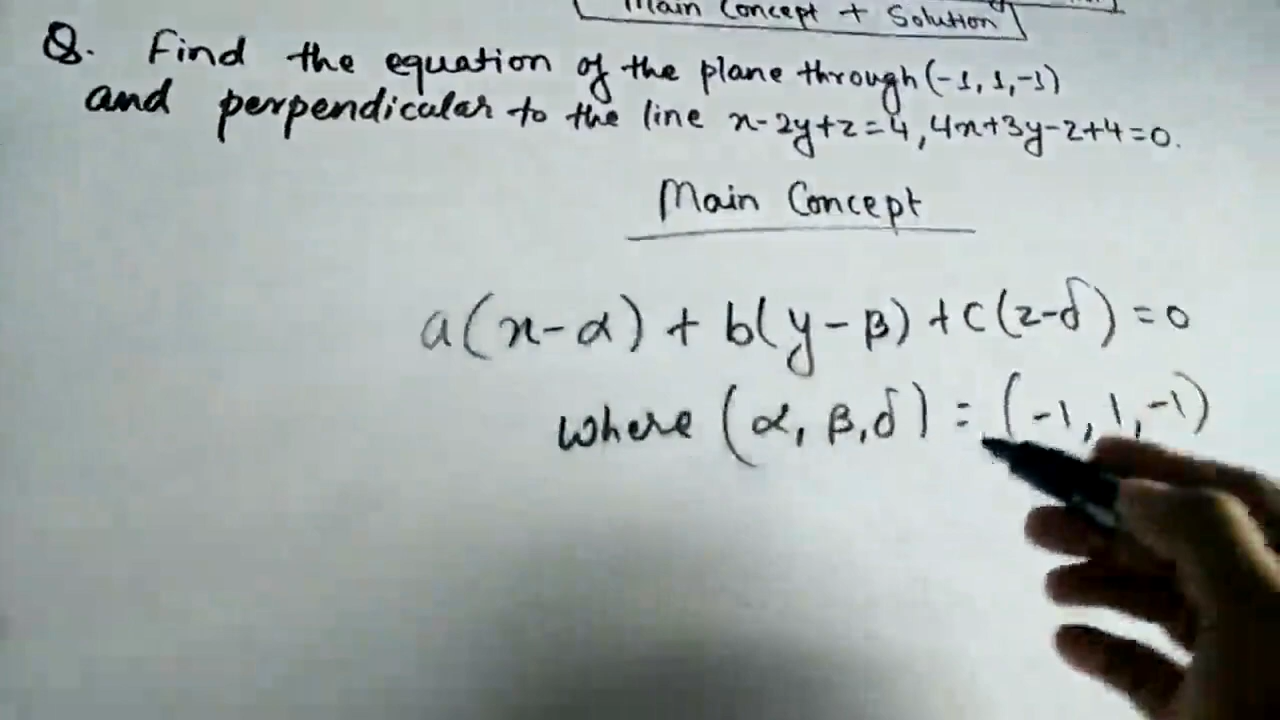 Main Concept + Solution
Q. Find the equation of the plane through (-1, 1, -1)
and perpendicular to the line x-2y+z=4, 4x+3y-z+4=0.
Main Concept
a(x-α) + b(y-β) + c(z-δ) = 0
where (α, β, δ) = (-1, 1, -1)